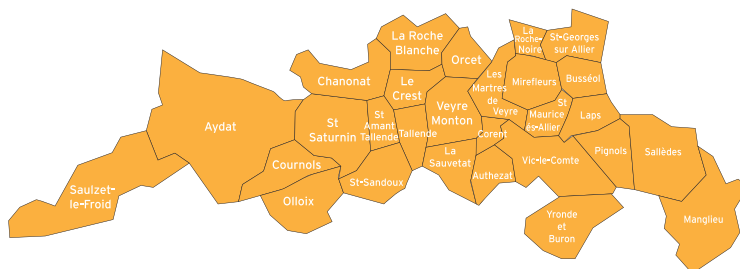 La
Roche-
Noire
St-Georges
sur Allier
La Roche
Blanche
Orcet
Chanonat
Le
Crest
Les
Martres
de
Veyre
Mirefleurs
Busséol
Aydat
St
Saturnin
St
Amant
Tallende
Tallende
Veyre
Monton
St
Maurice
ès-Allier
Laps
Corent
Cournols
La
Sauvetat
Authezat
Vic-le-Comte
Pignols
Sallèdes
Saulzet-
le-Froid
Olloix
St-Sandoux
Yronde
et
Buron
Manglieu